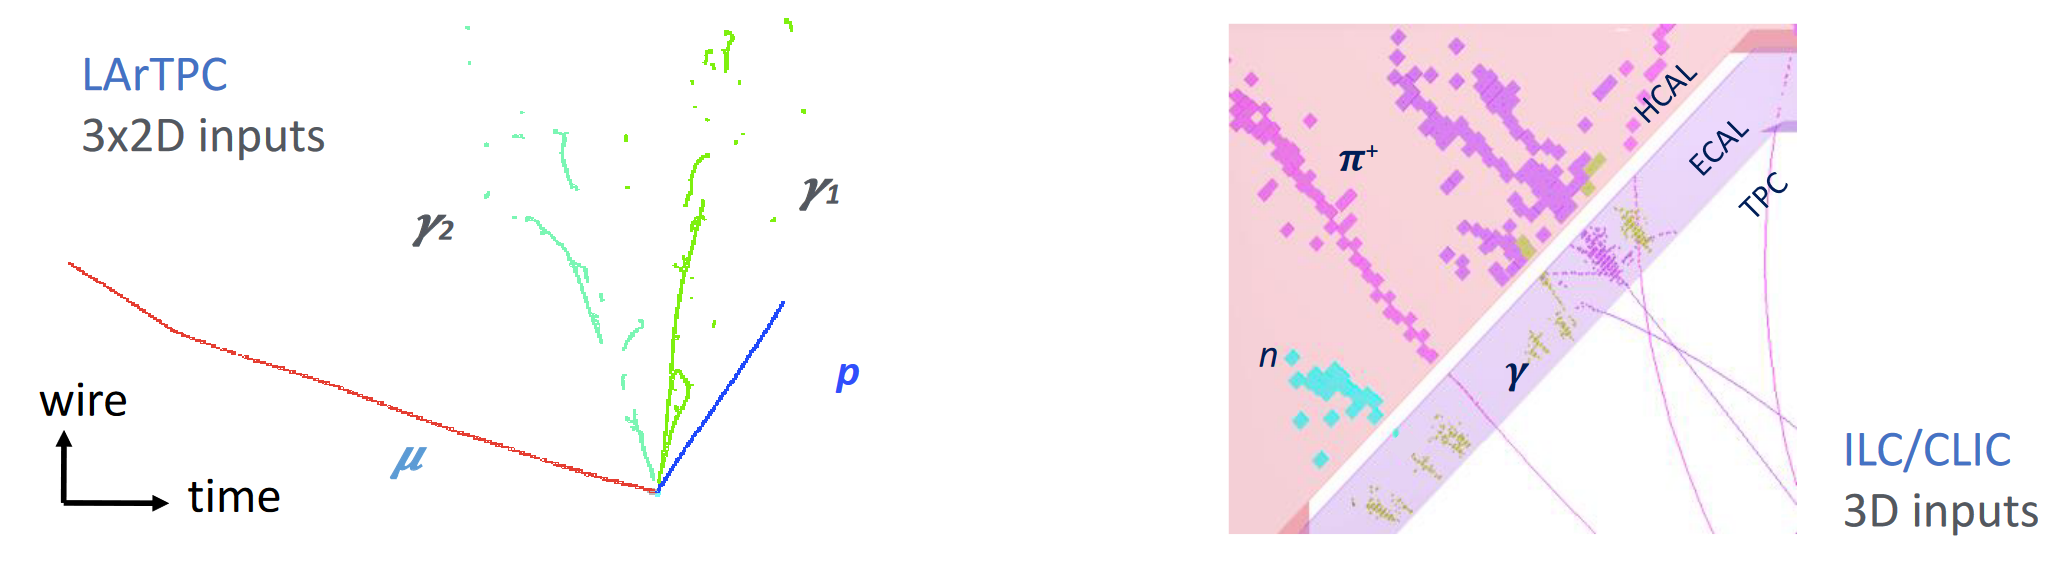 LArTPC
3x2D inputs
γ2
γ1
wire
time
μ
p
π+
n
γ
HCAL
ECAL
TPC
ILC/CLIC
3D inputs